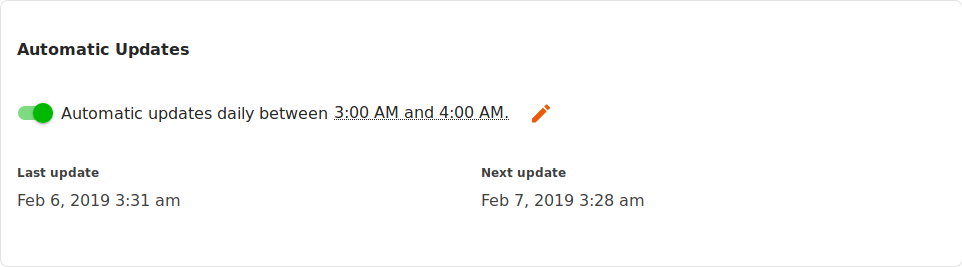 Automatic Updates
Automatic updates daily between 3:00 AM and 4:00 AM.
Last update
Next update
Feb 6, 2019 3:31 am
Feb 7, 2019 3:28 am